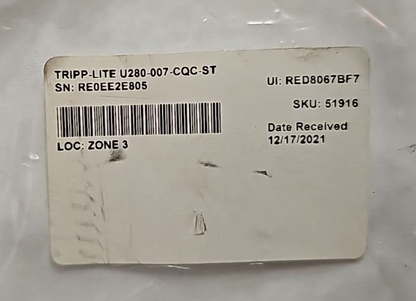 TRIPP-LITE U280-007-CQC-ST
SN: RE0EE2E805
UI: RED8067BF7
SKU: 51916
LOC: ZONE 3
Date Received
12/17/2021